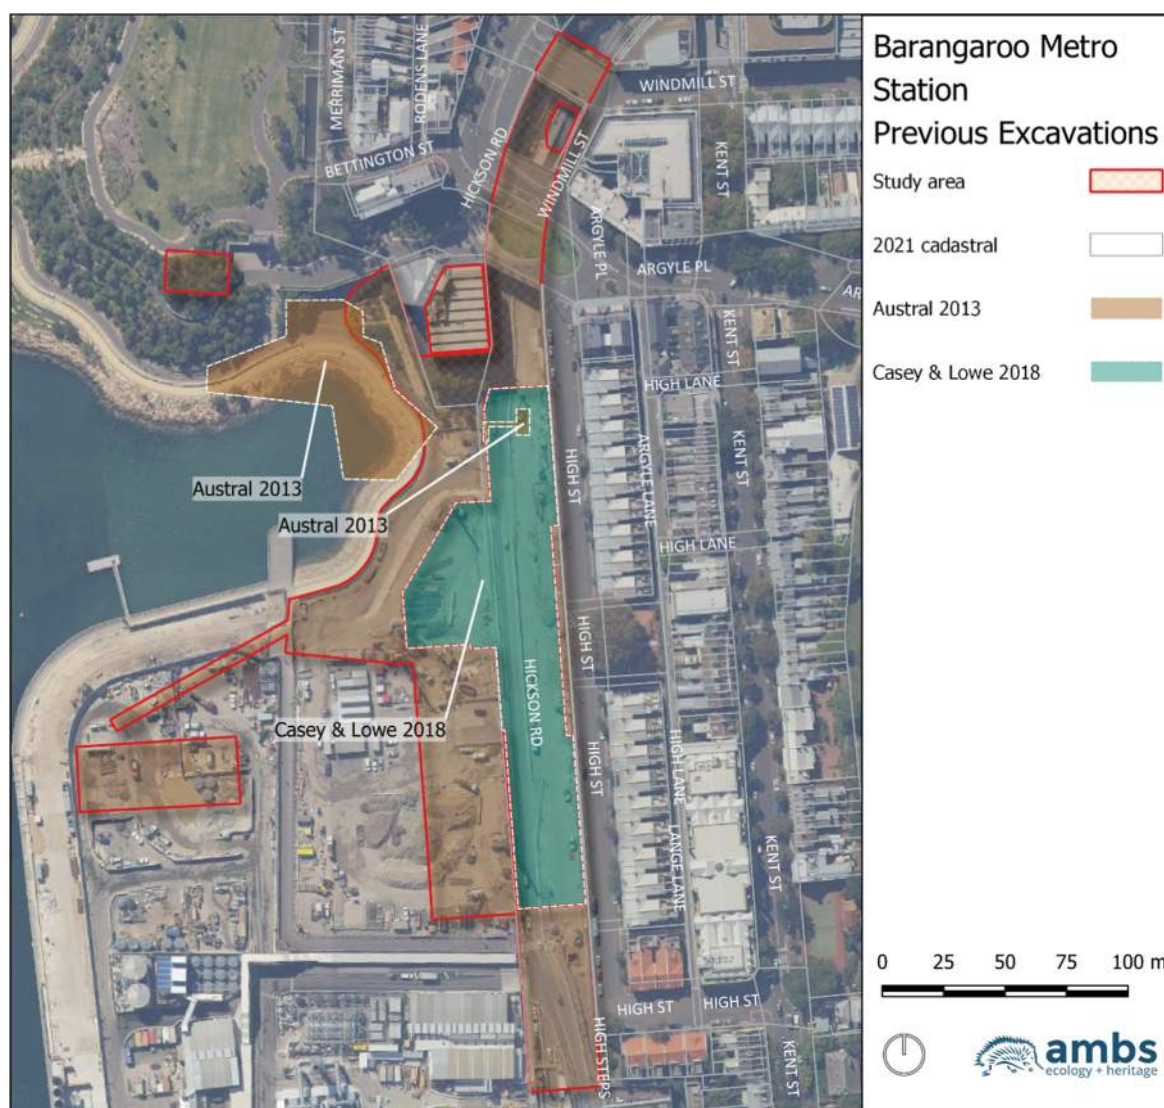 Barangaroo Metro
Station
Previous Excavations
Study area
2021 cadastral
Austral 2013
Casey & Lowe 2018
MERRIMAN ST
RODENS LANE
BETTINGTON ST
HICKSON RD
WINDMILL ST
WINDMILL ST
KENT ST
ARGYLE PL
ARGYLE PL
AR
KENT ST
HIGH LANE
HIGH ST
ARGYLE LANE
KENT ST
HIGH LANE
Austral 2013
Austral 2013
HIGH ST
HICKSON RD
Casey & Lowe 2018
HIGH ST
HIGH LANE
LANGE LANE
KENT ST
HIGH ST
HIGH ST
HIGH STEPS
KENT ST
0 25 50 75 100 m
ambs
ecology + heritage